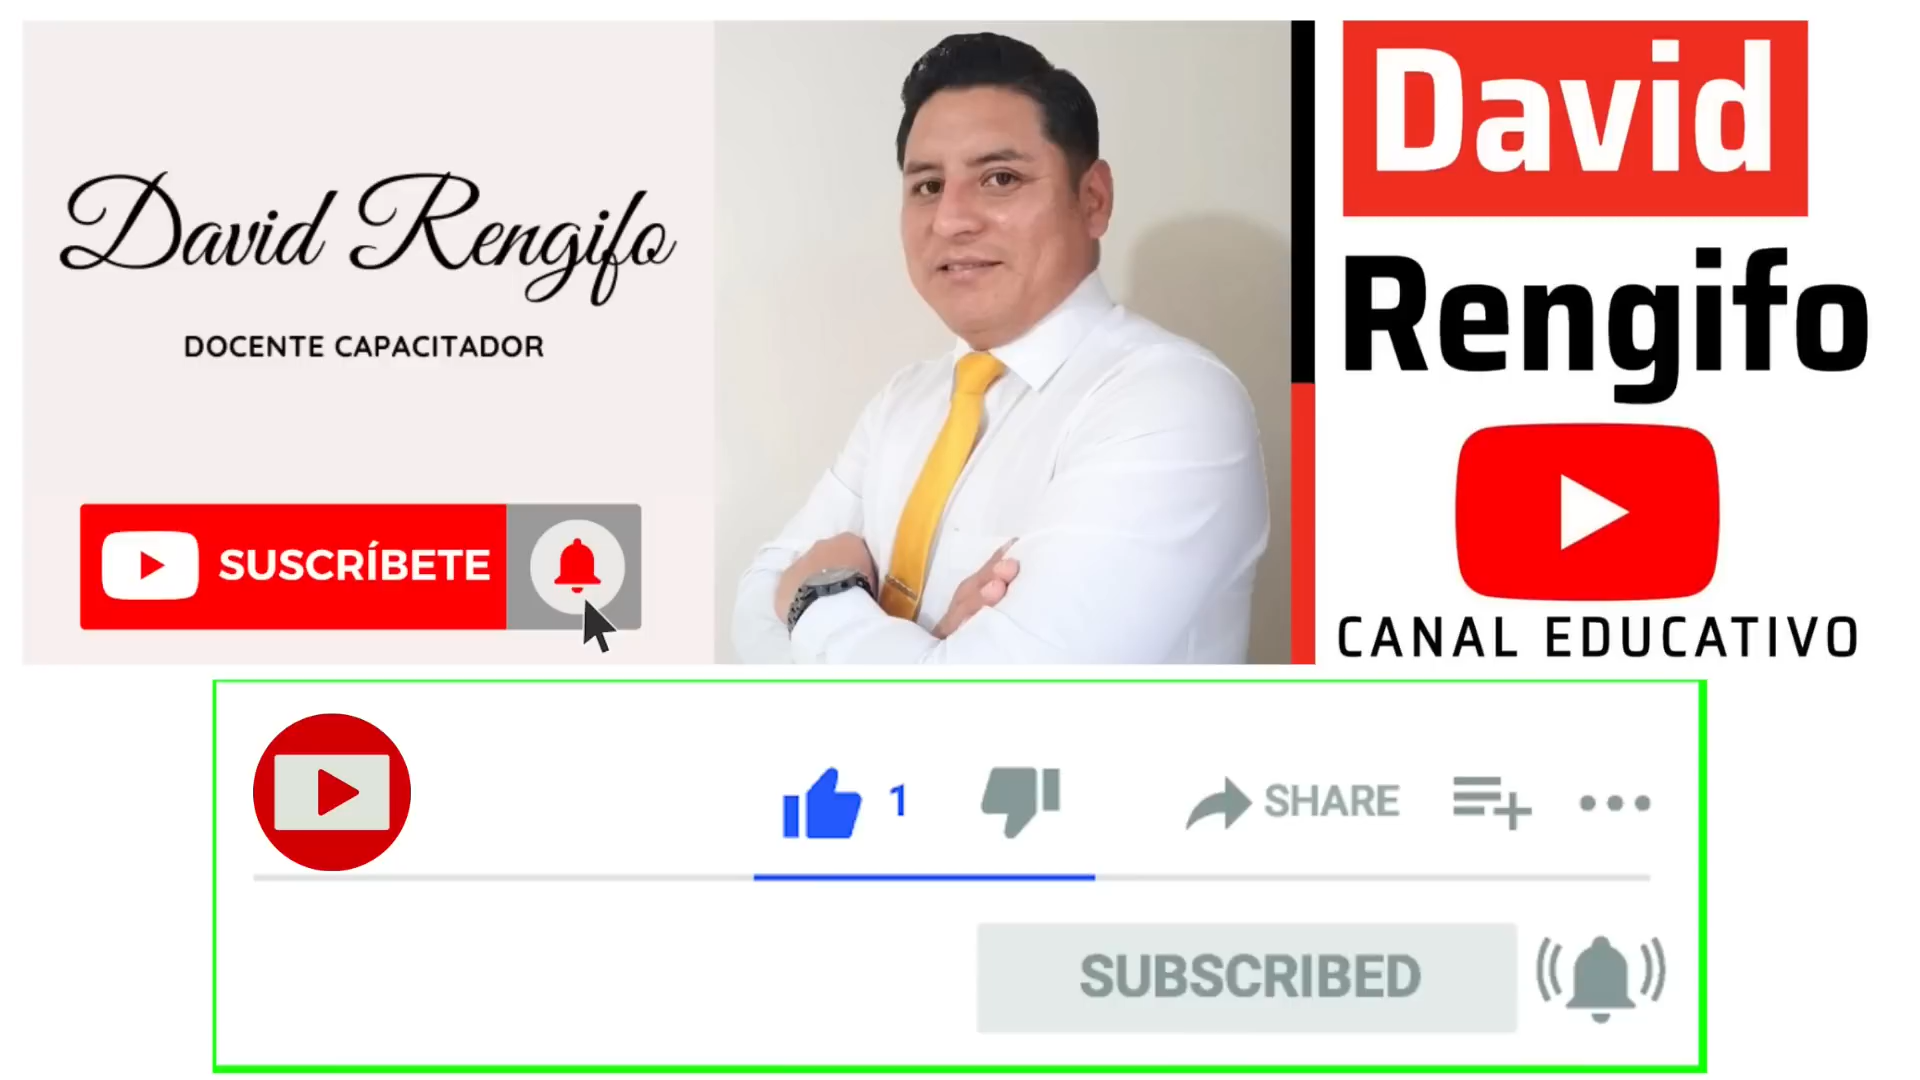 David Rengifo
DOCENTE CAPACITADOR
SUSCRÍBETE
David
Rengifo
CANAL EDUCATIVO
1
SHARE
SUBSCRIBED